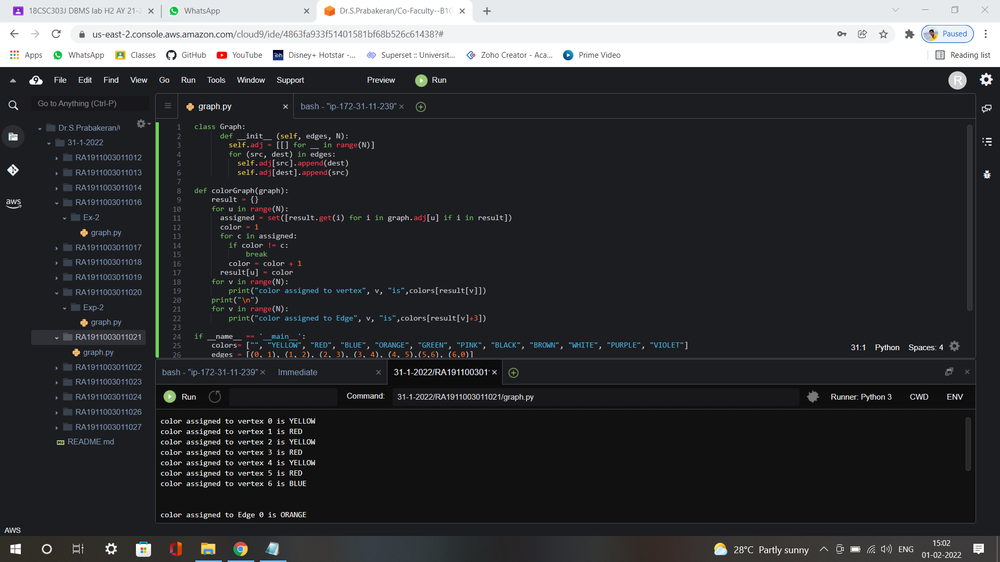 18CSC303J DBMS lab H2 AY 21-2
WhatsApp
Dr.S.Prabakeran/Co-Faculty--B1G
us-east-2.console.aws.amazon.com/cloud9/ide/4863fa933f51401581bf68b526c61438?#
Paused
Apps
WhatsApp
Classes
GitHub
YouTube
Disney+ Hotstar -...
Superset :: Universit...
Zoho Creator - Aca...
Prime Video
Reading list
9 File Edit Find View Go Run Tools Window Support Preview Run
R
Go to Anything (Ctrl-P)
graph.py
bash - "ip-172-31-11-239"
aws
Dr.S.Prabakeran/
31-1-2022
RA1911003011012
RA1911003011013
RA1911003011014
RA1911003011016
Ex-2
graph.py
RA1911003011017
RA1911003011018
RA1911003011019
RA1911003011020
Exp-2
graph.py
RA1911003011021
graph.py
RA1911003011022
RA1911003011023
RA1911003011024
RA1911003011026
RA1911003011027
README.md
AWS
1 class Graph:
2 def __init__ (self, edges, N):
3 self.adj = [[] for __ in range(N)]
4 for (src, dest) in edges:
5 self.adj[src].append(dest)
6 self.adj[dest].append(src)
7
8 def colorGraph(graph):
9 result = {}
10 for u in range(N):
11 assigned = set([result.get(i) for i in graph.adj[u] if i in result])
12 color = 1
13 for c in assigned:
14 if color != c:
15 break
16 color = color + 1
17 result[u] = color
18 for v in range(N):
19 print("color assigned to vertex", v, "is",colors[result[v]])
20 print("\n")
21 for v in range(N):
22 print("color assigned to Edge", v, "is",colors[result[v]+3])
23
24 if __name__ == '__main__':
25 colors= ["", "YELLOW", "RED", "BLUE", "ORANGE", "GREEN", "PINK", "BLACK", "BROWN", "WHITE", "PURPLE", "VIOLET"]
26 edges = [(0, 1), (1, 2), (2, 3), (3, 4), (4, 5),(5,6), (6,0)]
31:1 Python Spaces: 4
bash - "ip-172-31-11-239"
Immediate
31-1-2022/RA191100301
Run
Command:
31-1-2022/RA1911003011021/graph.py
Runner: Python 3
CWD
ENV
color assigned to vertex 0 is YELLOW
color assigned to vertex 1 is RED
color assigned to vertex 2 is YELLOW
color assigned to vertex 3 is RED
color assigned to vertex 4 is YELLOW
color assigned to vertex 5 is RED
color assigned to vertex 6 is BLUE
color assigned to Edge 0 is ORANGE
28°C Partly sunny
ENG
15:02
01-02-2022